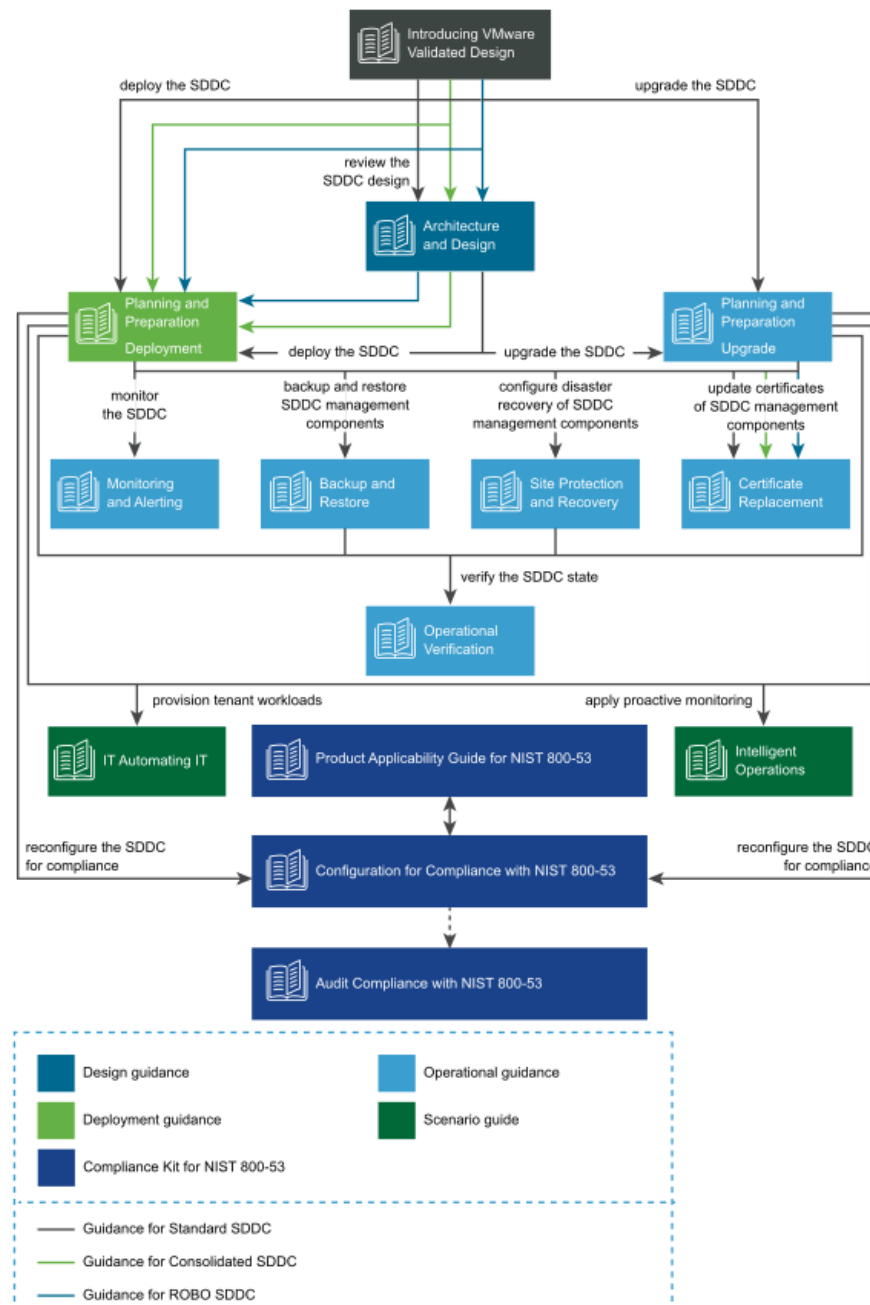 Introducing VMware
Validated Design
deploy the SDDC
upgrade the SDDC
review the
SDDC design
Architecture
and Design
Planning and
Preparation
Deployment
Planning and
Preparation
Upgrade
deploy the SDDC
upgrade the SDDC
monitor
the SDDC
backup and restore
SDDC management
components
configure disaster
recovery of SDDC
management components
update certificates
of SDDC management
components
Monitoring
and Alerting
Backup and
Restore
Site Protection
and Recovery
Certificate
Replacement
verify the SDDC state
Operational
Verification
provision tenant workloads
apply proactive monitoring
IT Automating IT
Product Applicability Guide for NIST 800-53
Intelligent
Operations
reconfigure the SDDC
for compliance
Configuration for Compliance with NIST 800-53
reconfigure the SDDC
for compliance
Audit Compliance with NIST 800-53
Design guidance
Operational guidance
Deployment guidance
Scenario guide
Compliance Kit for NIST 800-53
Guidance for Standard SDDC
Guidance for Consolidated SDDC
Guidance for ROBO SDDC